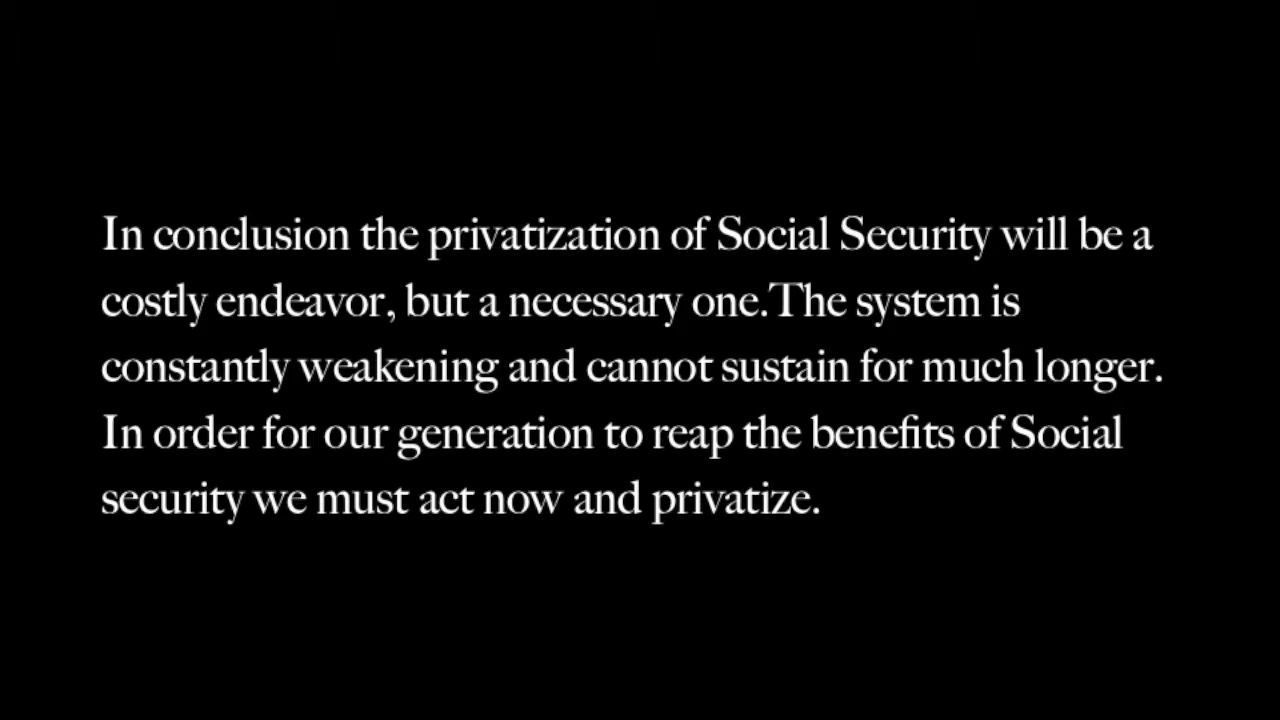 In conclusion the privatization of Social Security will be a
costly endeavor, but a necessary one.The system is
constantly weakening and cannot sustain for much longer.
In order for our generation to reap the benefits of Social
security we must act now and privatize.